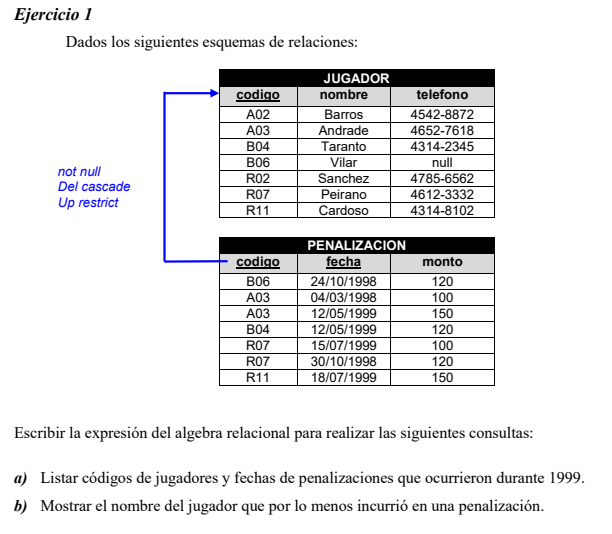 Ejercicio 1
Dados los siguientes esquemas de relaciones:
JUGADOR
codigo nombre telefono
A02 Barros 4542-8872
A03 Andrade 4652-7618
B04 Taranto 4314-2345
B06 Vilar null
R02 Sanchez 4785-6562
R07 Peirano 4612-3332
R11 Cardoso 4314-8102
not null
Del cascade
Up restrict
PENALIZACION
codigo fecha monto
B06 24/10/1998 120
A03 04/03/1998 100
A03 12/05/1999 150
B04 12/05/1999 120
R07 15/07/1999 100
R07 30/10/1998 120
R11 18/07/1999 150
Escribir la expresión del algebra relacional para realizar las siguientes consultas:
a) Listar códigos de jugadores y fechas de penalizaciones que ocurrieron durante 1999.
b) Mostrar el nombre del jugador que por lo menos incurrió en una penalización.